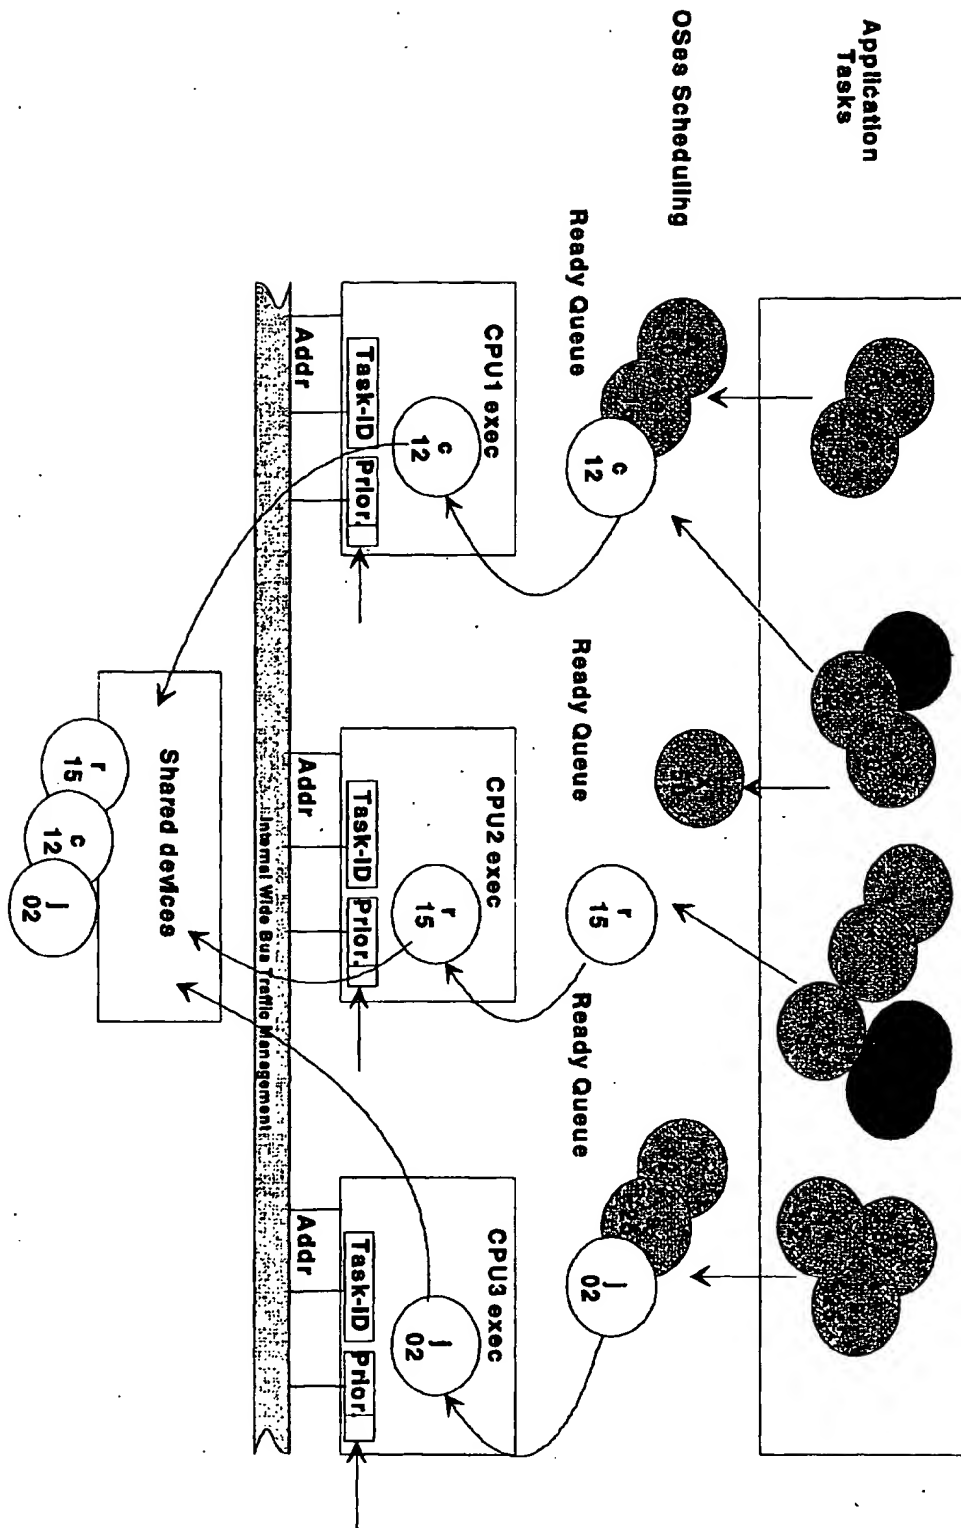 Application
Tasks
OSes Scheduling
Ready Queue
Ready Queue
Ready Queue
c
12
r
15
j
02
CPU1 exec
CPU2 exec
CPU3 exec
c
12
r
15
j
02
Task-ID
Prior.
Task-ID
Prior.
Task-ID
Prior.
Addr
Addr
Addr
Internal Wide Bus Traffic Management
Shared devices
r
15
c
12
j
02